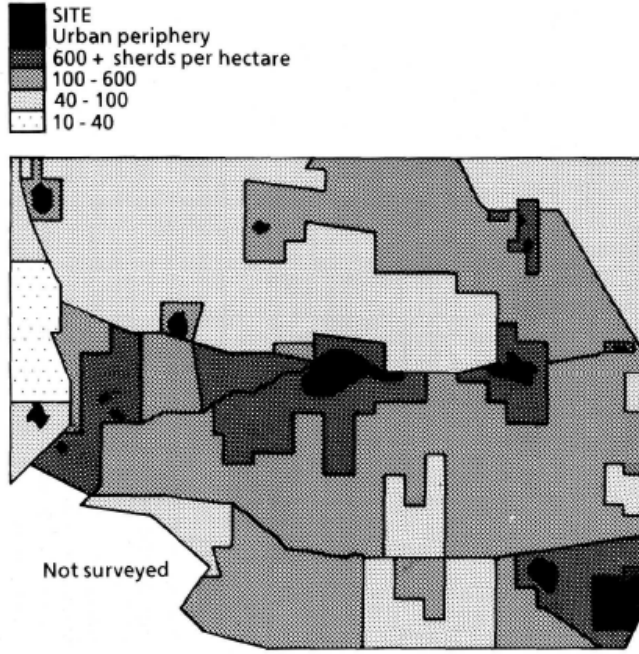 SITE
Urban periphery
600 + sherds per hectare
100 - 600
40 - 100
10 - 40
Not surveyed